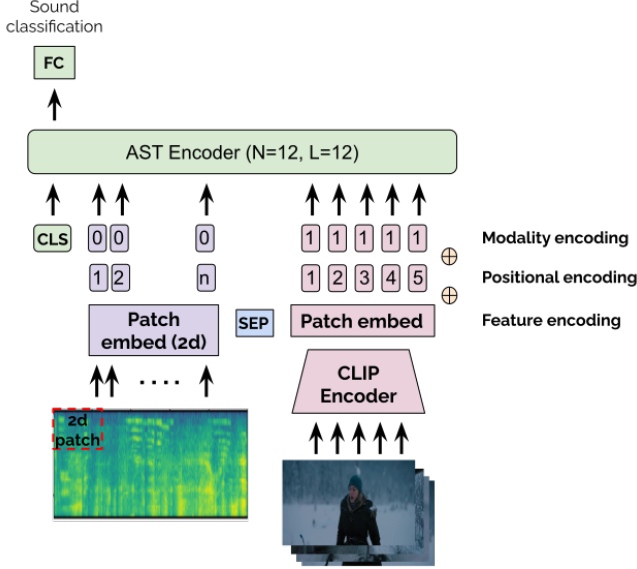 Sound
classification
FC
AST Encoder (N=12, L=12)
CLS
0 0 0 1 1 1 1 1
Modality encoding
1 2 n 1 2 3 4 5
Positional encoding
Patch
embed (2d)
SEP
Patch embed
Feature encoding
....
CLIP
Encoder
2d
patch